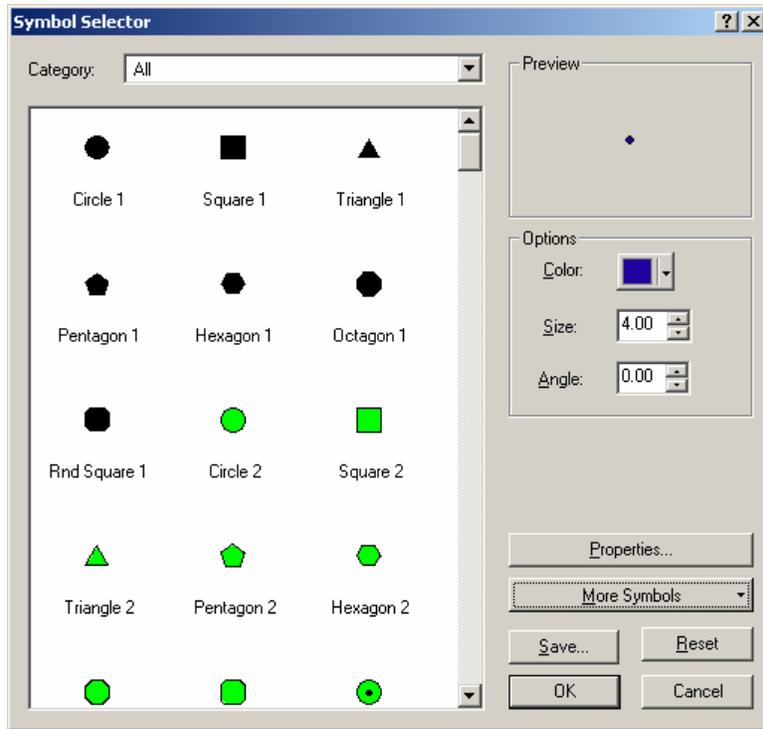 Symbol Selector
Category: All
Circle 1 Square 1 Triangle 1
Pentagon 1 Hexagon 1 Octagon 1
Rnd Square 1 Circle 2 Square 2
Triangle 2 Pentagon 2 Hexagon 2
Preview
Options
Color:
Size: 4.00
Angle: 0.00
Properties...
More Symbols
Save... Reset
OK Cancel